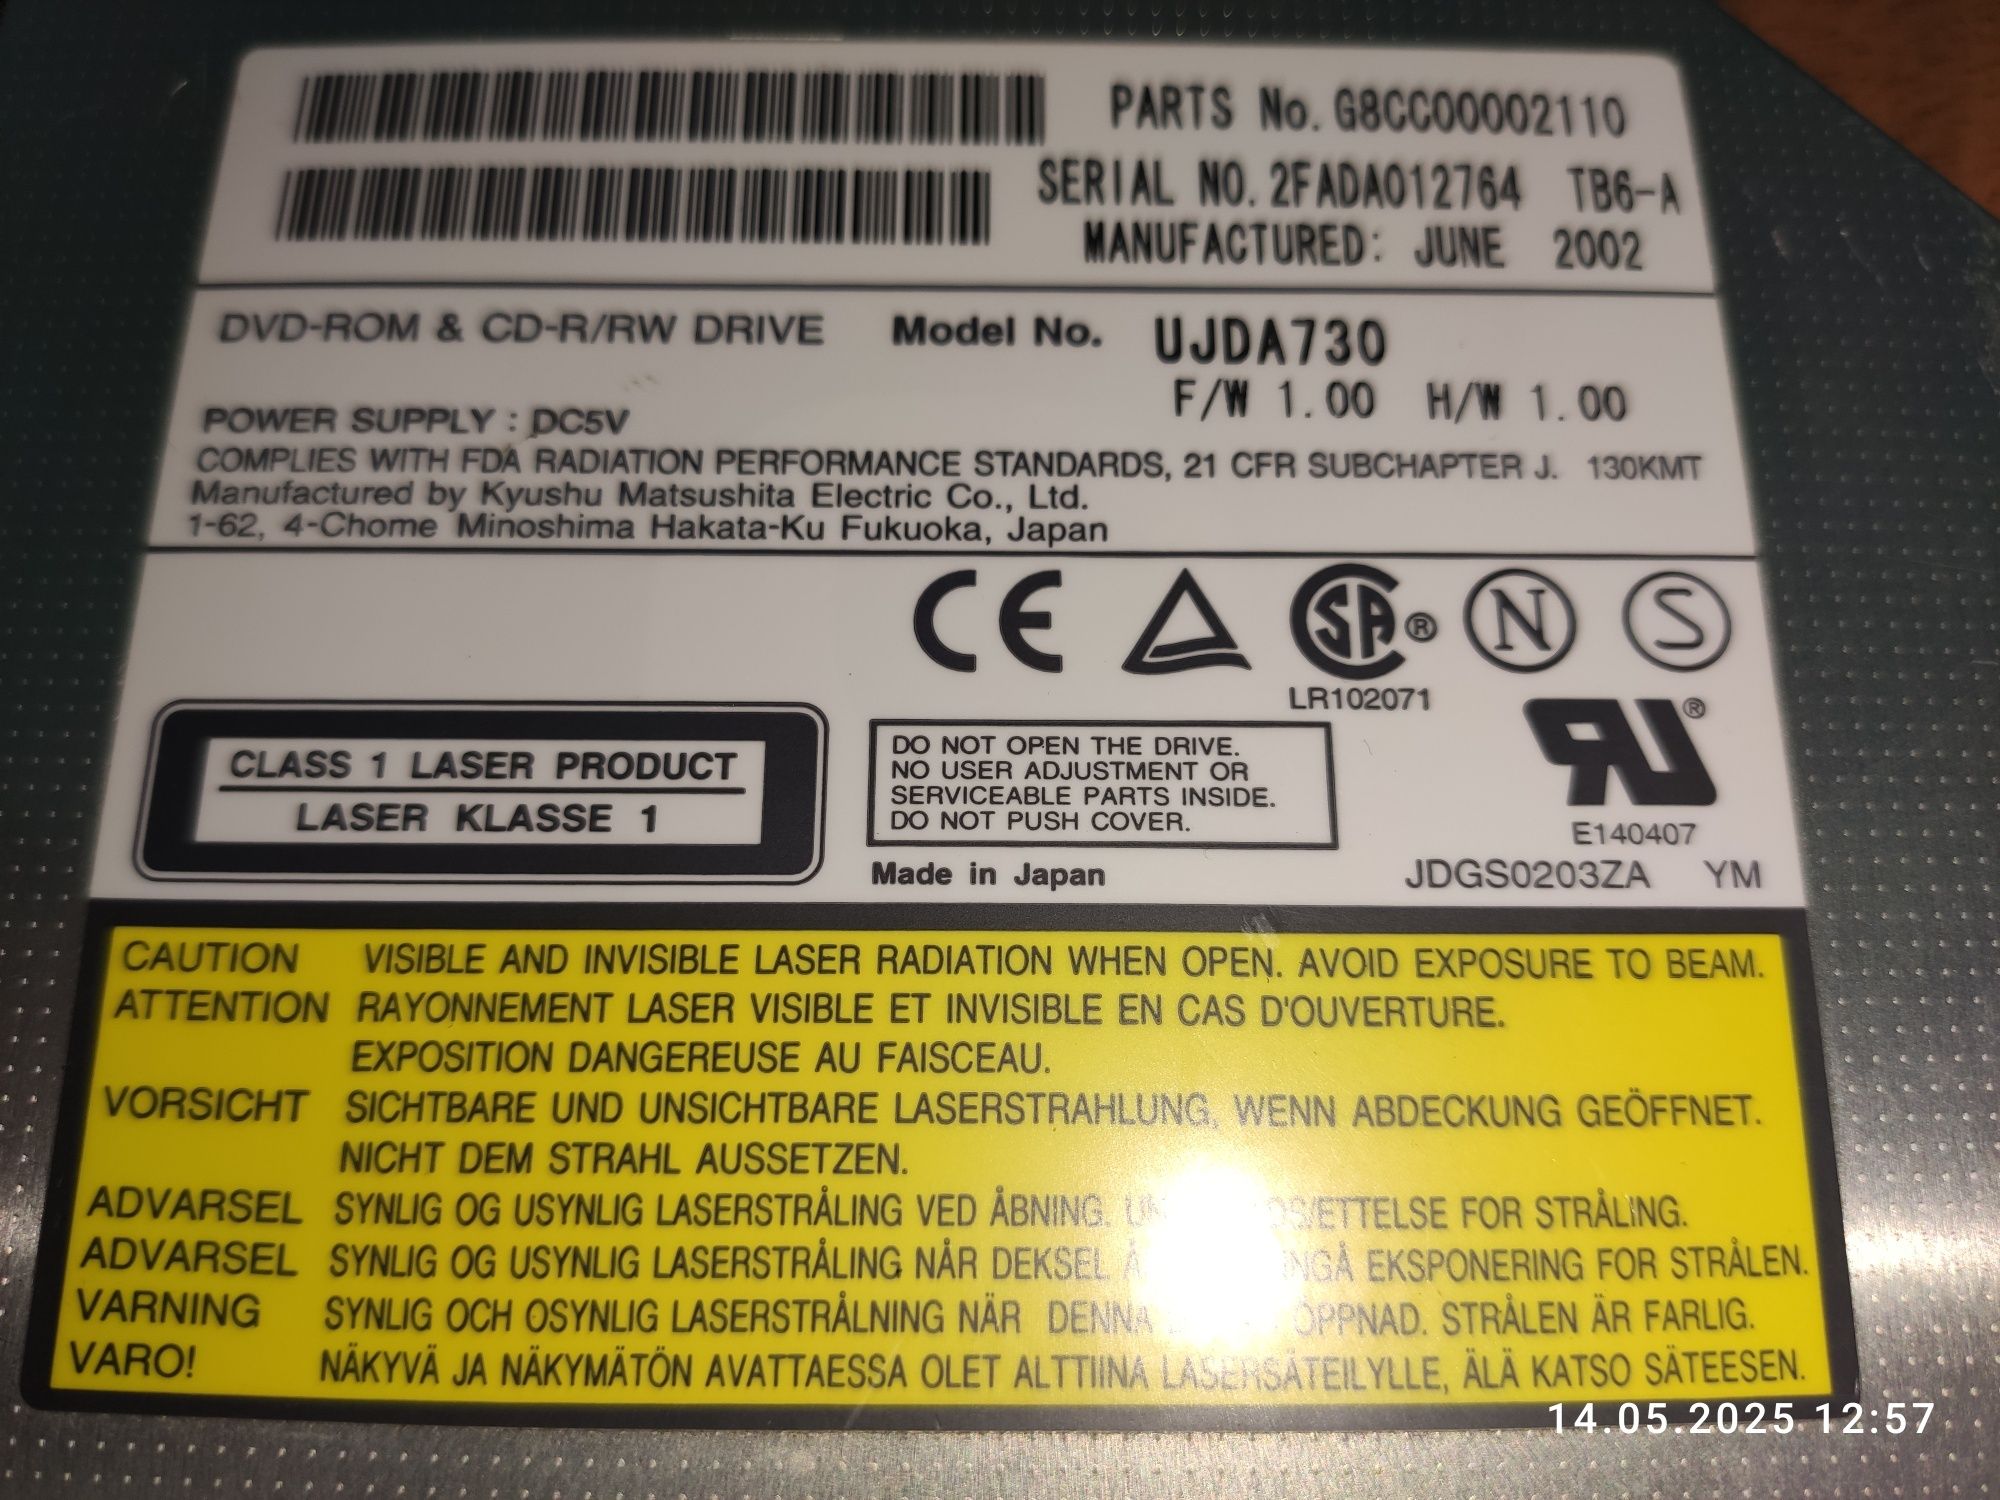 PARTS No. G8CC00002110
SERIAL NO. 2FADA012764 TB6-A
MANUFACTURED: JUNE 2002
DVD-ROM & CD-R/RW DRIVE Model No. UJDA730
F/W 1.00 H/W 1.00
POWER SUPPLY : DC5V
COMPLIES WITH FDA RADIATION PERFORMANCE STANDARDS, 21 CFR SUBCHAPTER J. 130KMT
Manufactured by Kyushu Matsushita Electric Co., Ltd.
1-62, 4-Chome Minoshima Hakata-Ku Fukuoka, Japan
CE SA ® N S
LR102071
CLASS 1 LASER PRODUCT
LASER KLASSE 1
DO NOT OPEN THE DRIVE.
NO USER ADJUSTMENT OR
SERVICEABLE PARTS INSIDE.
DO NOT PUSH COVER.
Made in Japan
RU ®
E140407
JDGS0203ZA YM
CAUTION VISIBLE AND INVISIBLE LASER RADIATION WHEN OPEN. AVOID EXPOSURE TO BEAM.
ATTENTION RAYONNEMENT LASER VISIBLE ET INVISIBLE EN CAS D'OUVERTURE.
EXPOSITION DANGEREUSE AU FAISCEAU.
VORSICHT SICHTBARE UND UNSICHTBARE LASERSTRAHLUNG, WENN ABDECKUNG GEÖFFNET.
NICHT DEM STRAHL AUSSETZEN.
ADVARSEL SYNLIG OG USYNLIG LASERSTRÅLING VED ÅBNING. FOR STRÅLING.
ADVARSEL SYNLIG OG USYNLIG LASERSTRÅLING NÅR DEKSEL EKSPONERING FOR STRÅLEN.
VARNING SYNLIG OCH OSYNLIG LASERSTRÅLNING NÄR DENNA ÖPPNAD. STRÅLEN ÄR FARLIG.
VARO! NÄKYVÄ JA NÄKYMÄTÖN AVATTAESSA OLET ALTTIINA LASERSÄTEILYLLE, ÄLÄ KATSO SÄTEESEN.
14.05.2025 12:57